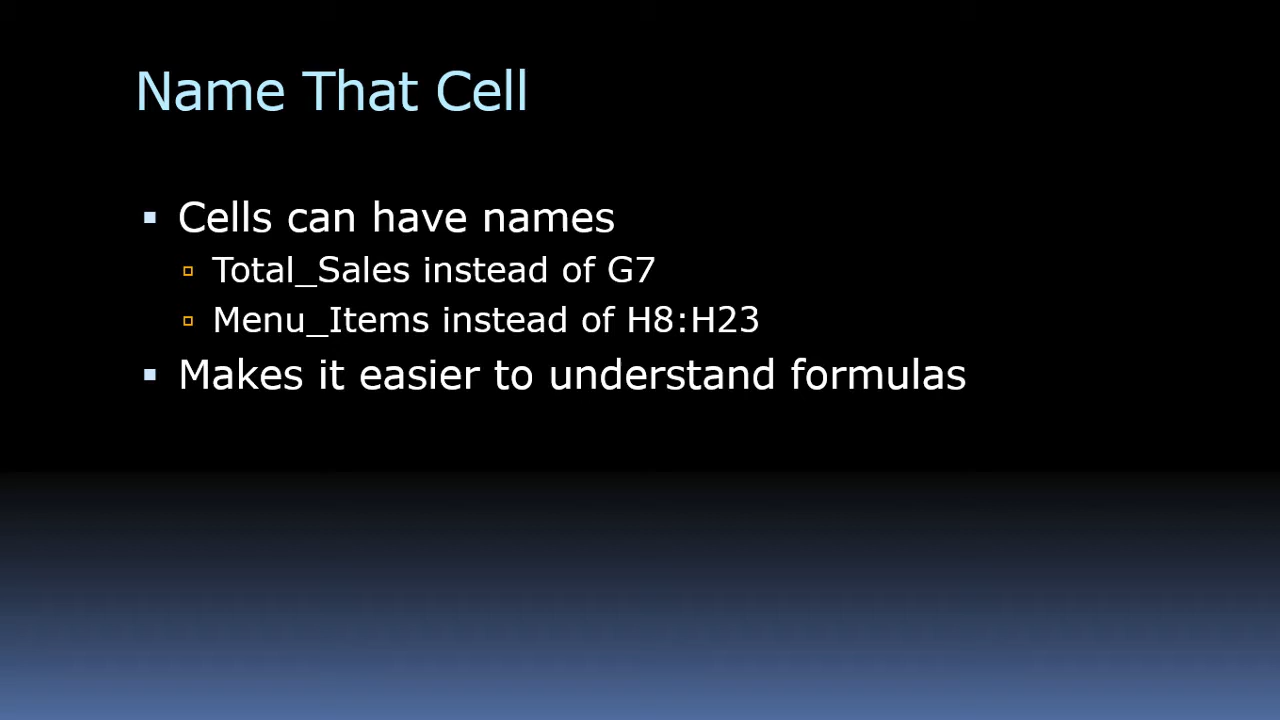 Name That Cell
Cells can have names
Total_Sales instead of G7
Menu_Items instead of H8:H23
Makes it easier to understand formulas